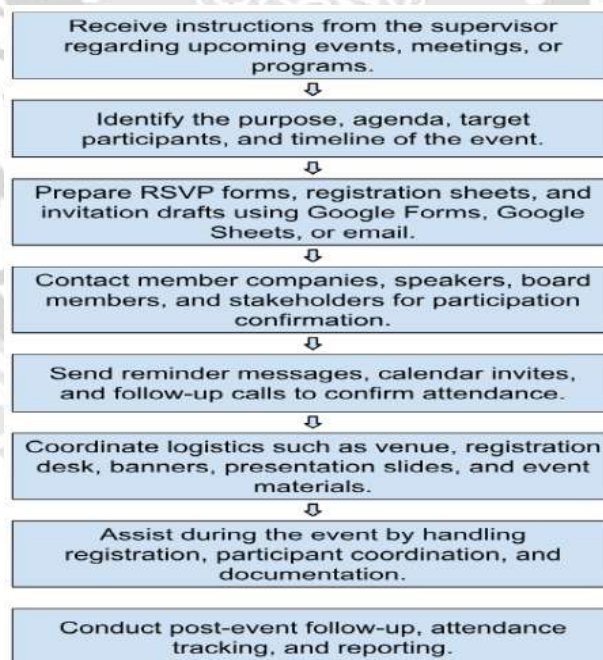 Receive instructions from the supervisor
regarding upcoming events, meetings, or
programs.
Identify the purpose, agenda, target
participants, and timeline of the event.
Prepare RSVP forms, registration sheets, and
invitation drafts using Google Forms, Google
Sheets, or email.
Contact member companies, speakers, board
members, and stakeholders for participation
confirmation.
Send reminder messages, calendar invites,
and follow-up calls to confirm attendance.
Coordinate logistics such as venue, registration
desk, banners, presentation slides, and event
materials.
Assist during the event by handling
registration, participant coordination, and
documentation.
Conduct post-event follow-up, attendance
tracking, and reporting.